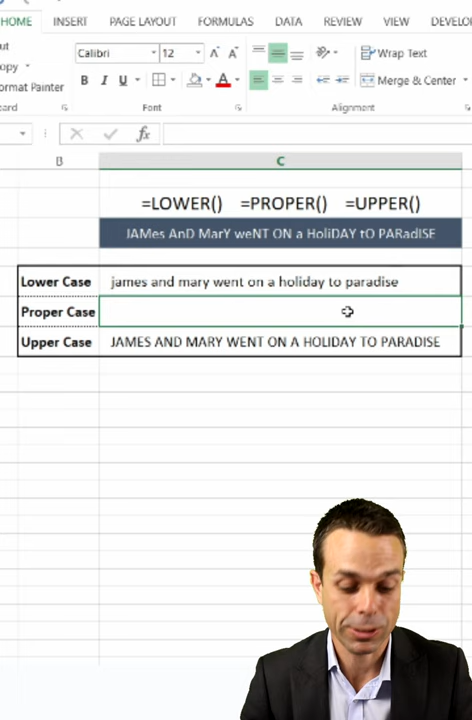 HOME INSERT PAGE LAYOUT FORMULAS DATA REVIEW VIEW DEVELO
ut Calibri 12 A A Wrap Text
opy
ormat Painter B I U A Merge & Center
ard Font Alignment
fx
B C
=LOWER() =PROPER() =UPPER()
JAMes AnD MarY weNT ON a HoliDAY tO PARadISE
Lower Case james and mary went on a holiday to paradise
Proper Case
Upper Case JAMES AND MARY WENT ON A HOLIDAY TO PARADISE